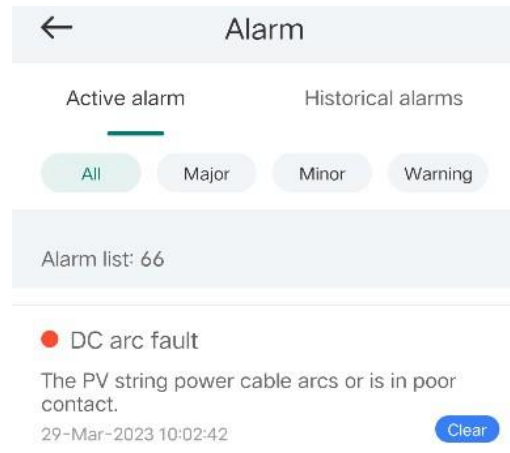 Alarm
Active alarm Historical alarms
All Major Minor Warning
Alarm list: 66
DC arc fault
The PV string power cable arcs or is in poor
contact.
29-Mar-2023 10:02:42 Clear